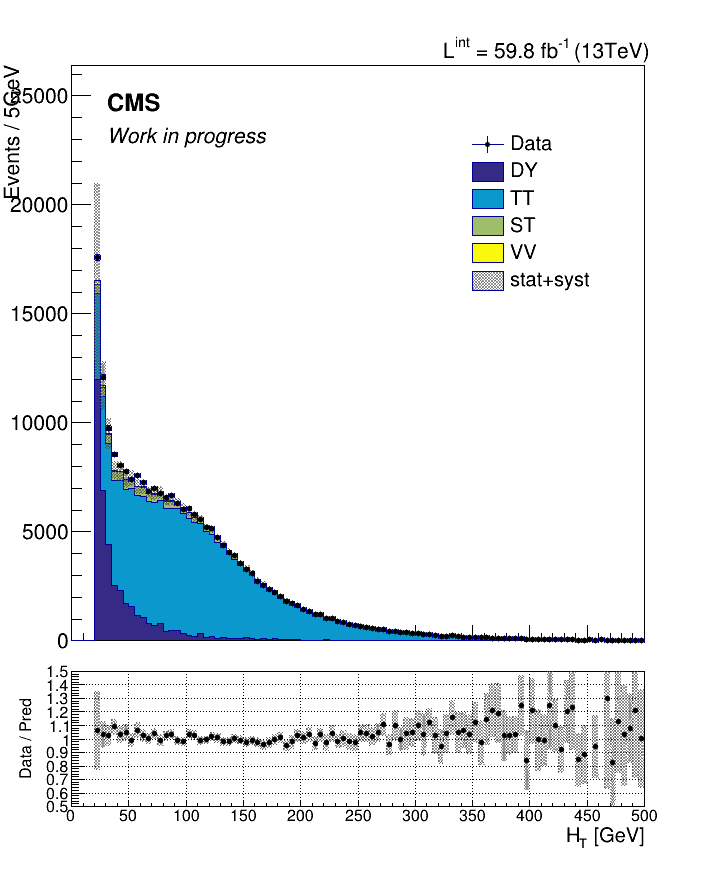 L^int = 59.8 fb^-1 (13TeV)
Events / 5GeV
25000
20000
15000
10000
5000
0
CMS
Work in progress
Data
DY
TT
ST
VV
stat+syst
Data / Pred
1.5
1.4
1.3
1.2
1.1
1
0.9
0.8
0.7
0.6
0.5
0 50 100 150 200 250 300 350 400 450 500
H_T [GeV]